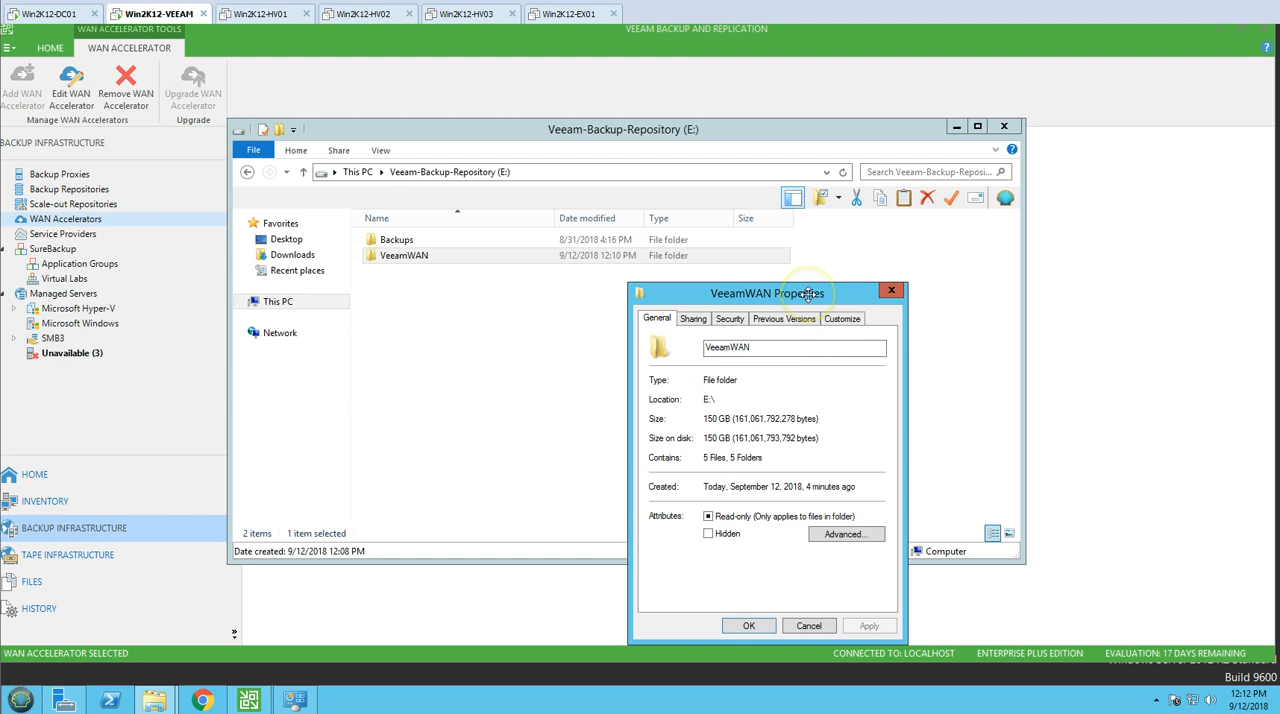 Win2K12-DC01
Win2K12-VEEAM
Win2K12-HV01
Win2K12-HV02
Win2K12-HV03
Win2K12-EX01
WAN ACCELERATOR TOOLS
VEEAM BACKUP AND REPLICATION
HOME
WAN ACCELERATOR
Add WAN Accelerator
Edit WAN Accelerator
Remove WAN Accelerator
Upgrade WAN Accelerator
Manage WAN Accelerators
Upgrade
BACKUP INFRASTRUCTURE
Backup Proxies
Backup Repositories
Scale-out Repositories
WAN Accelerators
Service Providers
SureBackup
Application Groups
Virtual Labs
Managed Servers
Microsoft Hyper-V
Microsoft Windows
SMB3
Unavailable (3)
HOME
INVENTORY
BACKUP INFRASTRUCTURE
TAPE INFRASTRUCTURE
FILES
HISTORY
Veeam-Backup-Repository (E:)
File
Home
Share
View
This PC
Veeam-Backup-Repository (E:)
Search Veeam-Backup-Reposi...
Favorites
Desktop
Downloads
Recent places
This PC
Network
Name
Date modified
Type
Size
Backups
8/31/2018 4:16 PM
File folder
VeeamWAN
9/12/2018 12:10 PM
File folder
2 items
1 item selected
Date created: 9/12/2018 12:08 PM
Computer
VeeamWAN Properties
General
Sharing
Security
Previous Versions
Customize
VeeamWAN
Type:
File folder
Location:
E:\
Size:
150 GB (161,061,792,278 bytes)
Size on disk:
150 GB (161,061,793,792 bytes)
Contains:
5 Files, 5 Folders
Created:
Today, September 12, 2018, 4 minutes ago
Attributes:
Read-only (Only applies to files in folder)
Hidden
Advanced...
OK
Cancel
Apply
WAN ACCELERATOR SELECTED
CONNECTED TO: LOCALHOST
ENTERPRISE PLUS EDITION
EVALUATION: 17 DAYS REMAINING
Build 9600
12:12 PM
9/12/2018